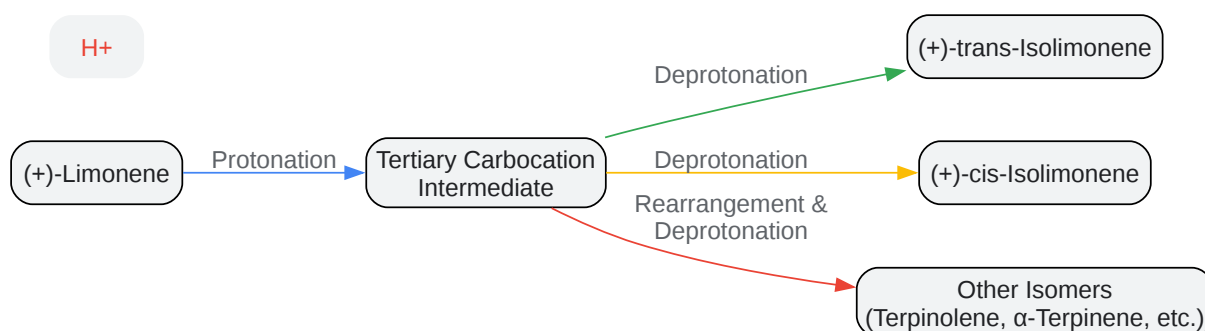 H+
(+)-Limonene
Protonation
Tertiary Carbocation
Intermediate
Deprotonation
(+)-trans-Isolimonene
Deprotonation
(+)-cis-Isolimonene
Rearrangement &
Deprotonation
Other Isomers
(Terpinolene, α-Terpinene, etc.)